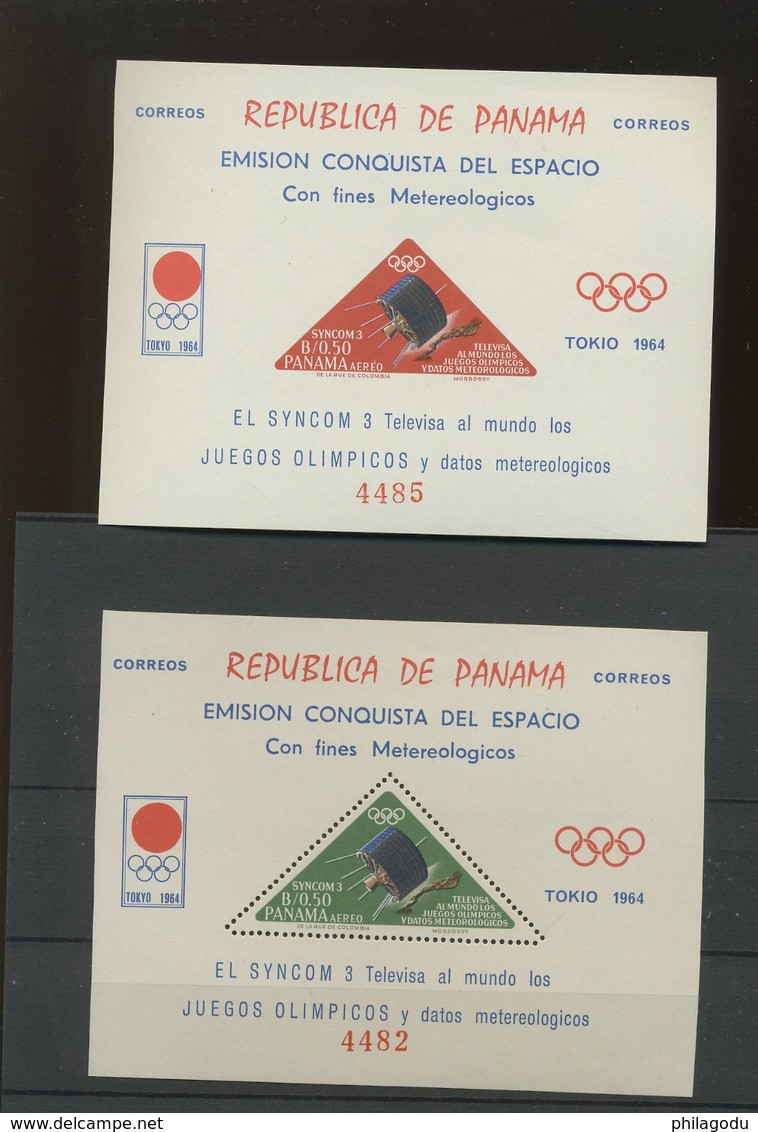 CORREOS REPUBLICA DE PANAMA CORREOS
EMISION CONQUISTA DEL ESPACIO
Con fines Metereologicos
TOKYO 1964
SYNCOM 3
B/0.50
PANAMA AEREO
TELEVISA
AL MUNDO LOS
JUEGOS OLIMPICOS
Y DATOS METEOROLOGICOS
DE LA RUE DE COLOMBIA MOSDÓSSY
TOKIO 1964
EL SYNCOM 3 Televisa al mundo los
JUEGOS OLIMPICOS y datos metereologicos
4485
CORREOS REPUBLICA DE PANAMA CORREOS
EMISION CONQUISTA DEL ESPACIO
Con fines Metereologicos
TOKYO 1964
SYNCOM 3
B/0.50
PANAMA AEREO
TELEVISA
AL MUNDO LOS
JUEGOS OLIMPICOS
Y DATOS METEOROLOGICOS
DE LA RUE DE COLOMBIA MOSDÓSSY
TOKIO 1964
EL SYNCOM 3 Televisa al mundo los
JUEGOS OLIMPICOS y datos metereologicos
4482
delcampe.net
philagodu